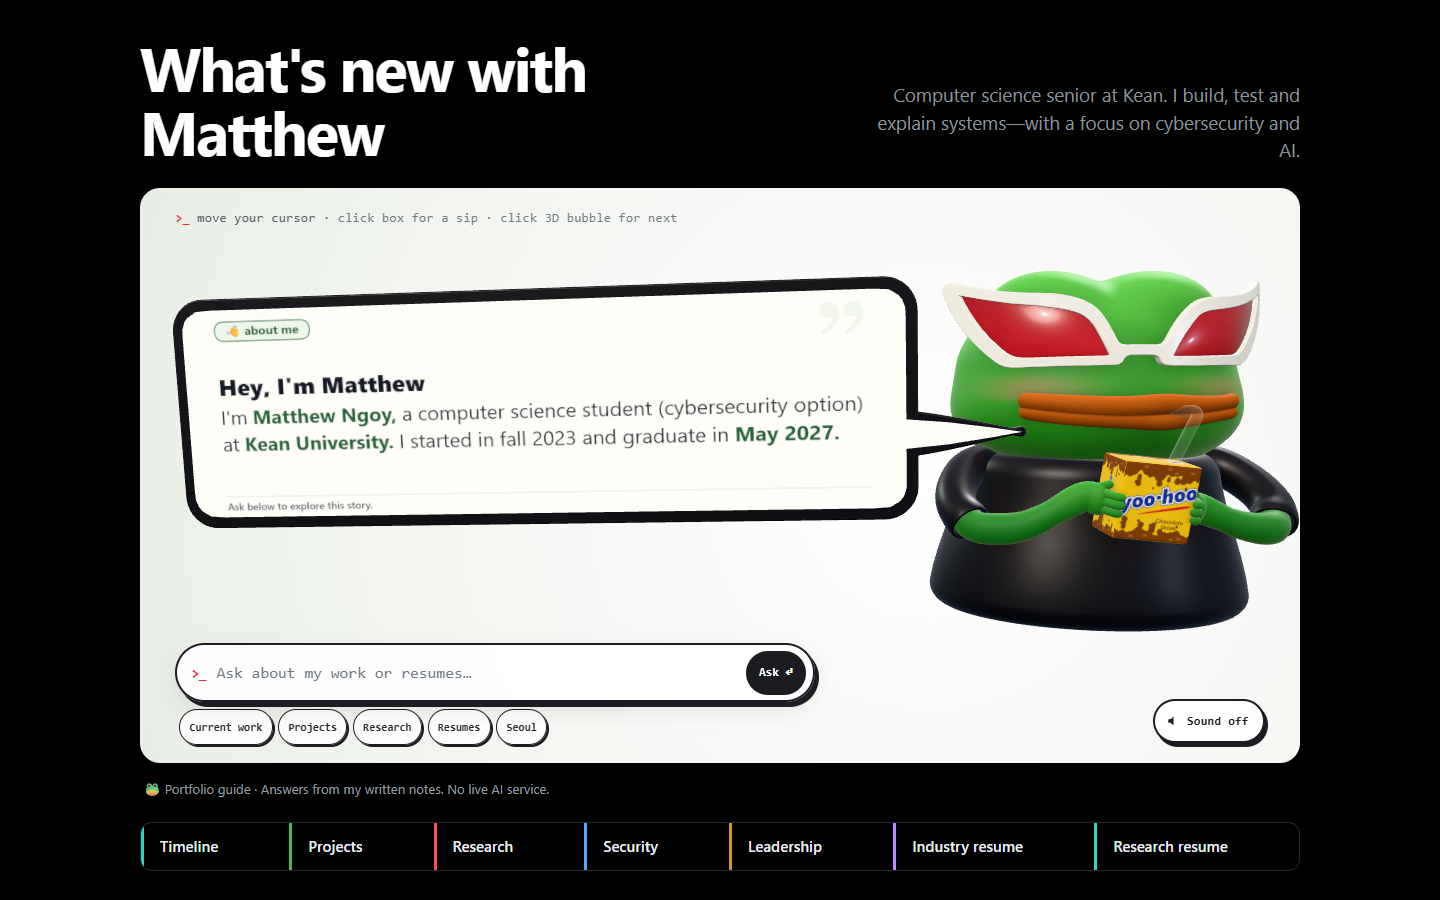 What's new with
Matthew
Computer science senior at Kean. I build, test and
explain systems—with a focus on cybersecurity and
AI.
>_ move your cursor · click box for a sip · click 3D bubble for next
about me
Hey, I'm Matthew
I'm Matthew Ngoy, a computer science student (cybersecurity option)
at Kean University. I started in fall 2023 and graduate in May 2027.
Ask below to explore this story.
yoo-hoo
Chocolate
Drink
>_ Ask about my work or resumes…
Ask ⏎
Current work
Projects
Research
Resumes
Seoul
Sound off
Portfolio guide · Answers from my written notes. No live AI service.
Timeline
Projects
Research
Security
Leadership
Industry resume
Research resume